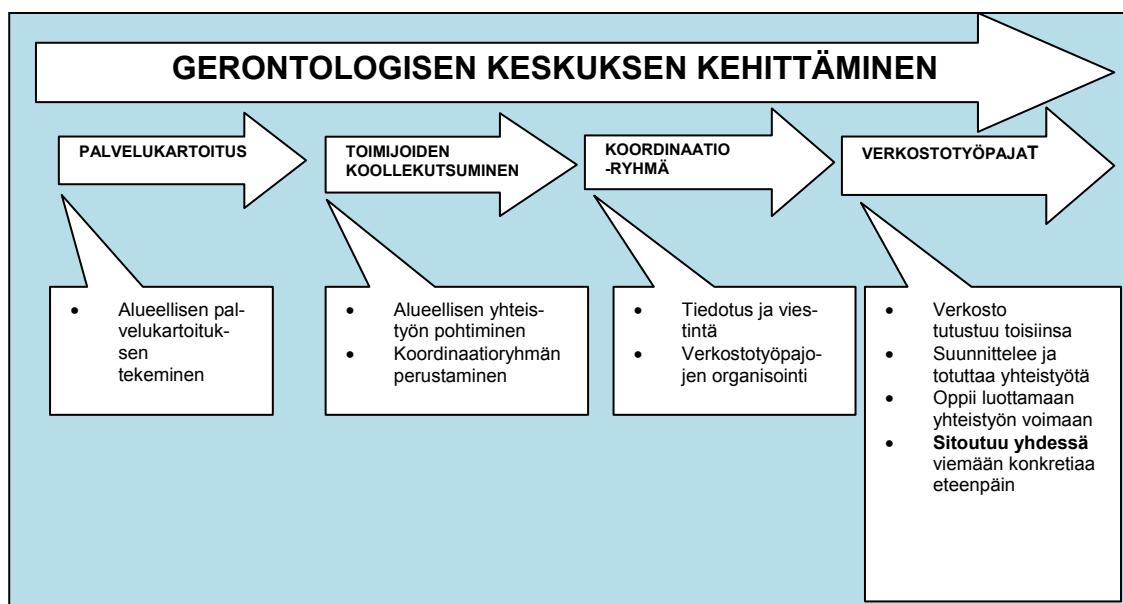 GERONTOLOGISEN KESKUKSEN KEHITTÄMINEN
PALVELUKARTOITUS
TOIMIJOIDEN
KOOLLEKUTSUMINEN
KOORDINAATIO
-RYHMÄ
VERKOSTOTYÖPAJAT
• Alueellisen pal-
velukartoituk-
sen
tekeminen
• Alueellisen yhteis-
työn pohtiminen
• Koordinaatioryhmän
perustaminen
• Tiedotus ja vies-
tintä
• Verkostotyöpajo-
jen organisointi
• Verkosto
tutustuu toisiinsa
• Suunnittelee ja
totuttaa yhteistyötä
• Oppii luottamaan
yhteistyön voimaan
• Sitoutuu yhdessä
viemään konkretiaa
eteenpäin